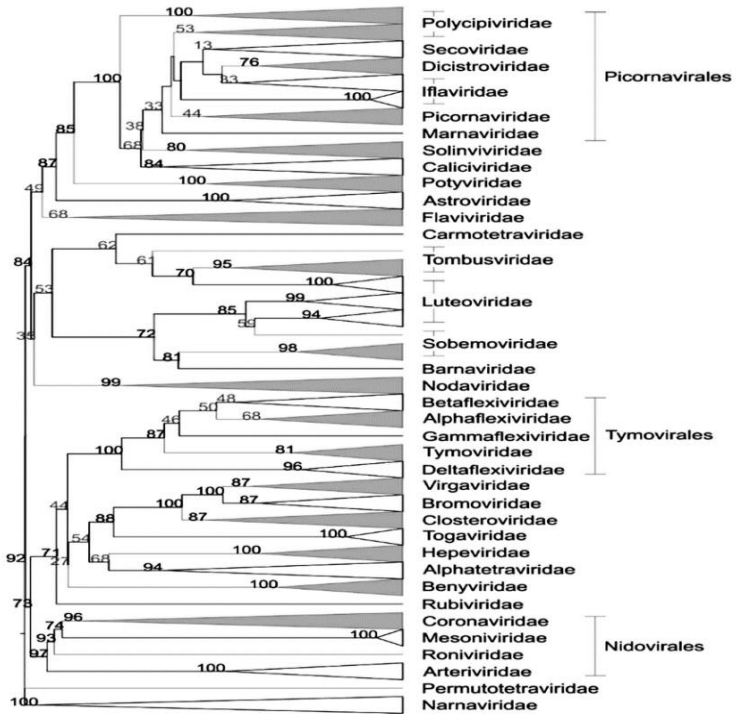 100
53
Polycipiviridae
13
Secoviridae
100
76
Dicistroviridae
33
100
Iflaviridae
Picornavirales
33
44
Picornaviridae
85
38
Marnaviridae
68
80
Solinviviridae
87
84
Caliciviridae
49
100
Potyviridae
100
Astroviridae
68
Flaviviridae
62
Carmotetraviridae
84
61
95
Tombusviridae
70
100
53
85
99
Luteoviridae
94
59
35
72
98
Sobemoviridae
81
Barnaviridae
99
Nodaviridae
48
Betaflexiviridae
50
68
Alphaflexiviridae
46
87
Gammaflexiviridae
Tymovirales
100
81
Tymoviridae
96
Deltaflexiviridae
87
Virgaviridae
44
100
100
87
Bromoviridae
88
87
Closteroviridae
54
100
Togaviridae
92
71
27
68
100
Hepeviridae
94
Alphatetraviridae
100
Benyviridae
73
Rubiviridae
96
Coronaviridae
74
100
Mesoniviridae
93
Nidovirales
97
Roniviridae
100
Arteriviridae
Permutotetraviridae
100
Narnaviridae